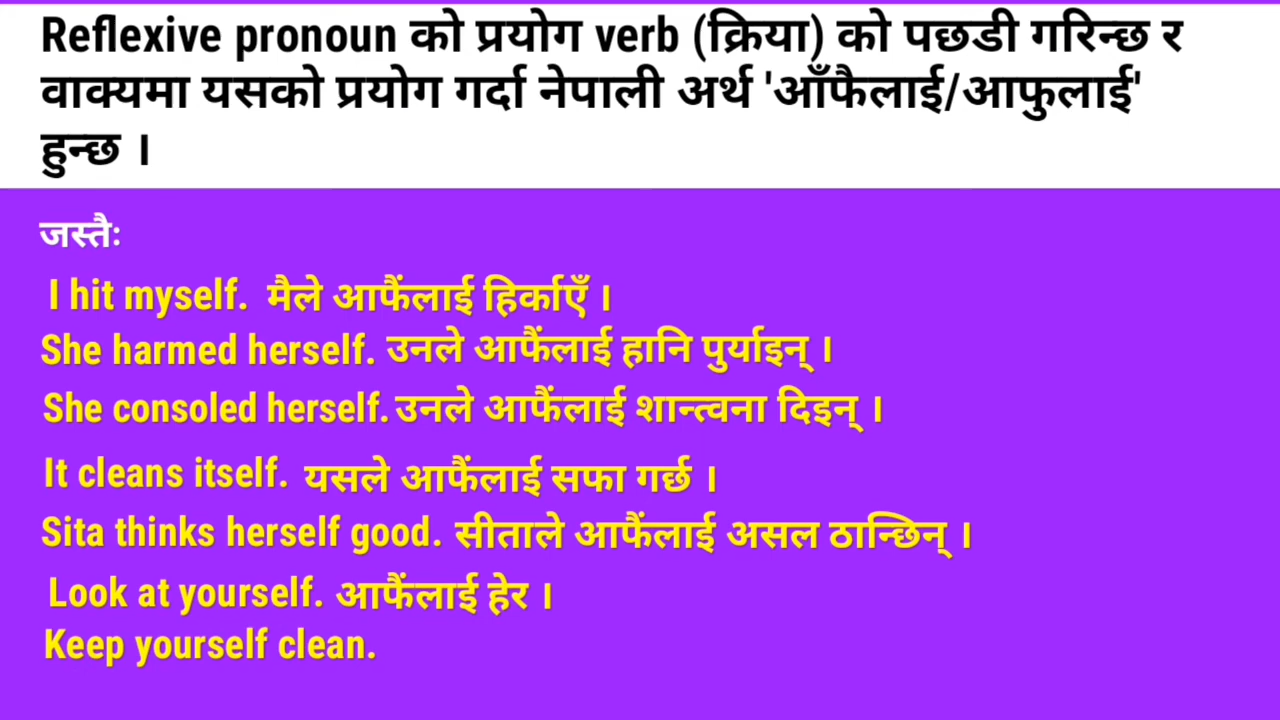 Reflexive pronoun को प्रयोग verb (क्रिया) को पछडी गरिन्छ र
वाक्यमा यसको प्रयोग गर्दा नेपाली अर्थ 'आँफैलाई/आफुलाई'
हुन्छ ।
जस्तैः
I hit myself. मैले आफैंलाई हिर्काएँ ।
She harmed herself. उनले आफैंलाई हानि पुर्याइन् ।
She consoled herself. उनले आफैंलाई शान्त्वना दिइन् ।
It cleans itself. यसले आफैंलाई सफा गर्छ ।
Sita thinks herself good. सीताले आफैंलाई असल ठान्छिन् ।
Look at yourself. आफैंलाई हेर ।
Keep yourself clean.